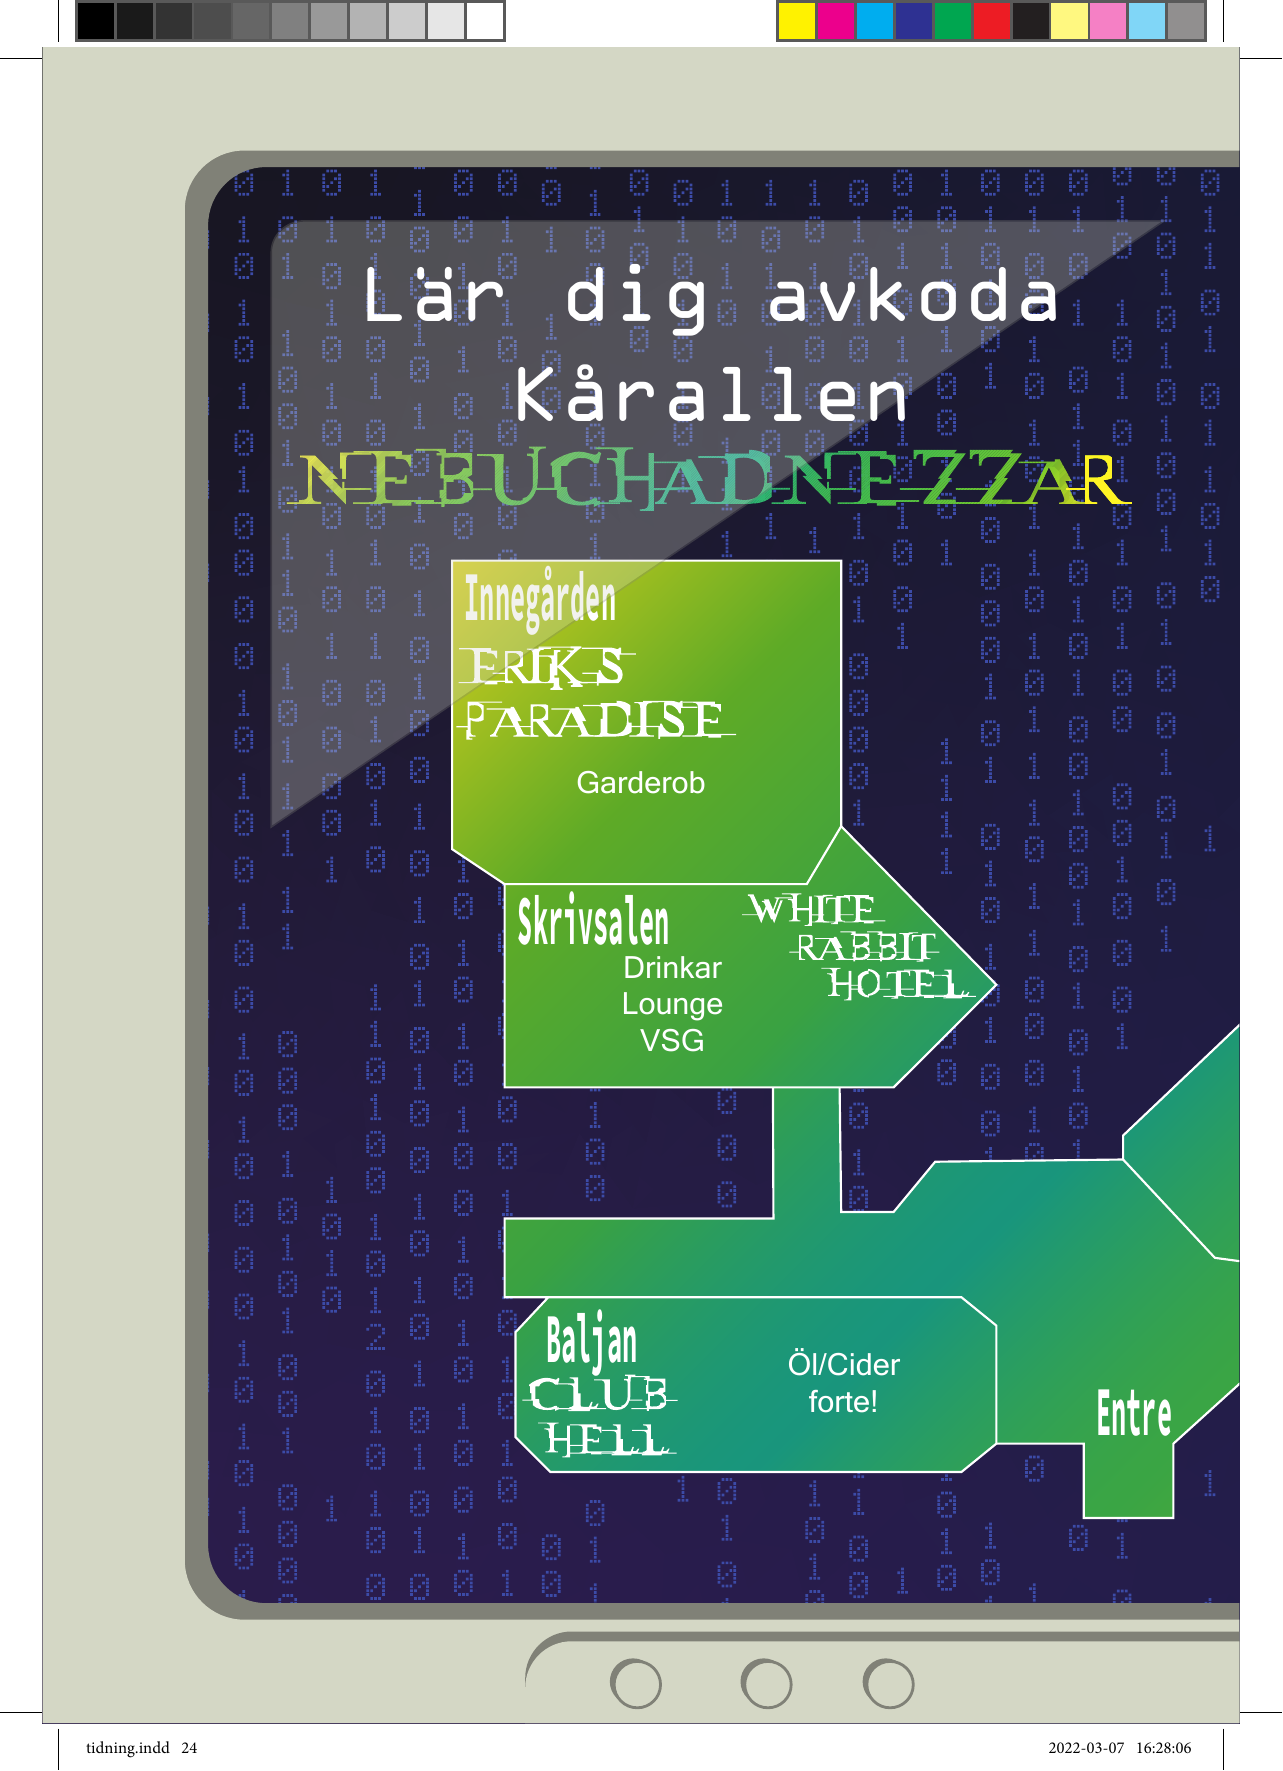 Lär dig avkoda
Kårallen
NEBUCHADNEZZAR
Innegården
ERIKS
PARADISE
Garderob
Skrivsalen
WHITE
RABBIT
HOTEL
Drinkar
Lounge
VSG
Baljan
CLUB
HELL
Öl/Cider
forte!
Entre
tidning.indd 24
2022-03-07 16:28:06